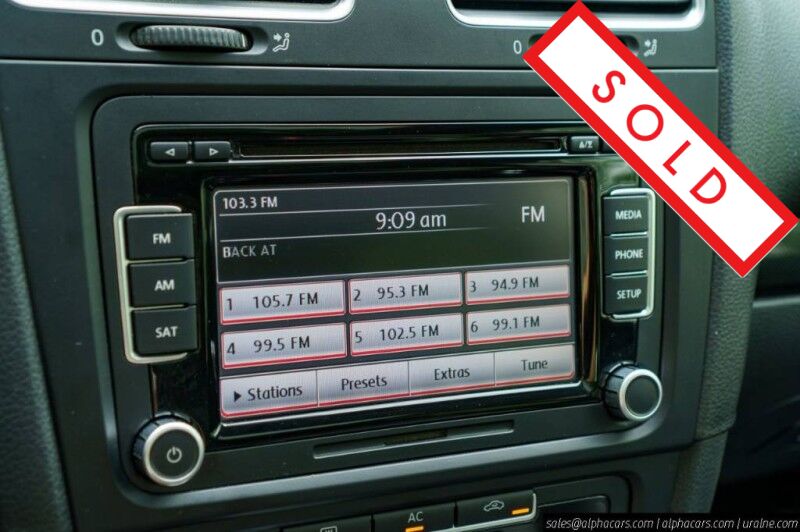 0
0
SOLD
103.3 FM
9:09 am
FM
BACK AT
1 105.7 FM
2 95.3 FM
3 94.9 FM
4 99.5 FM
5 102.5 FM
6 99.1 FM
Stations
Presets
Extras
Tune
FM
AM
SAT
MEDIA
PHONE
SETUP
AC
sales@alphacars.com | alphacars.com | uralne.com